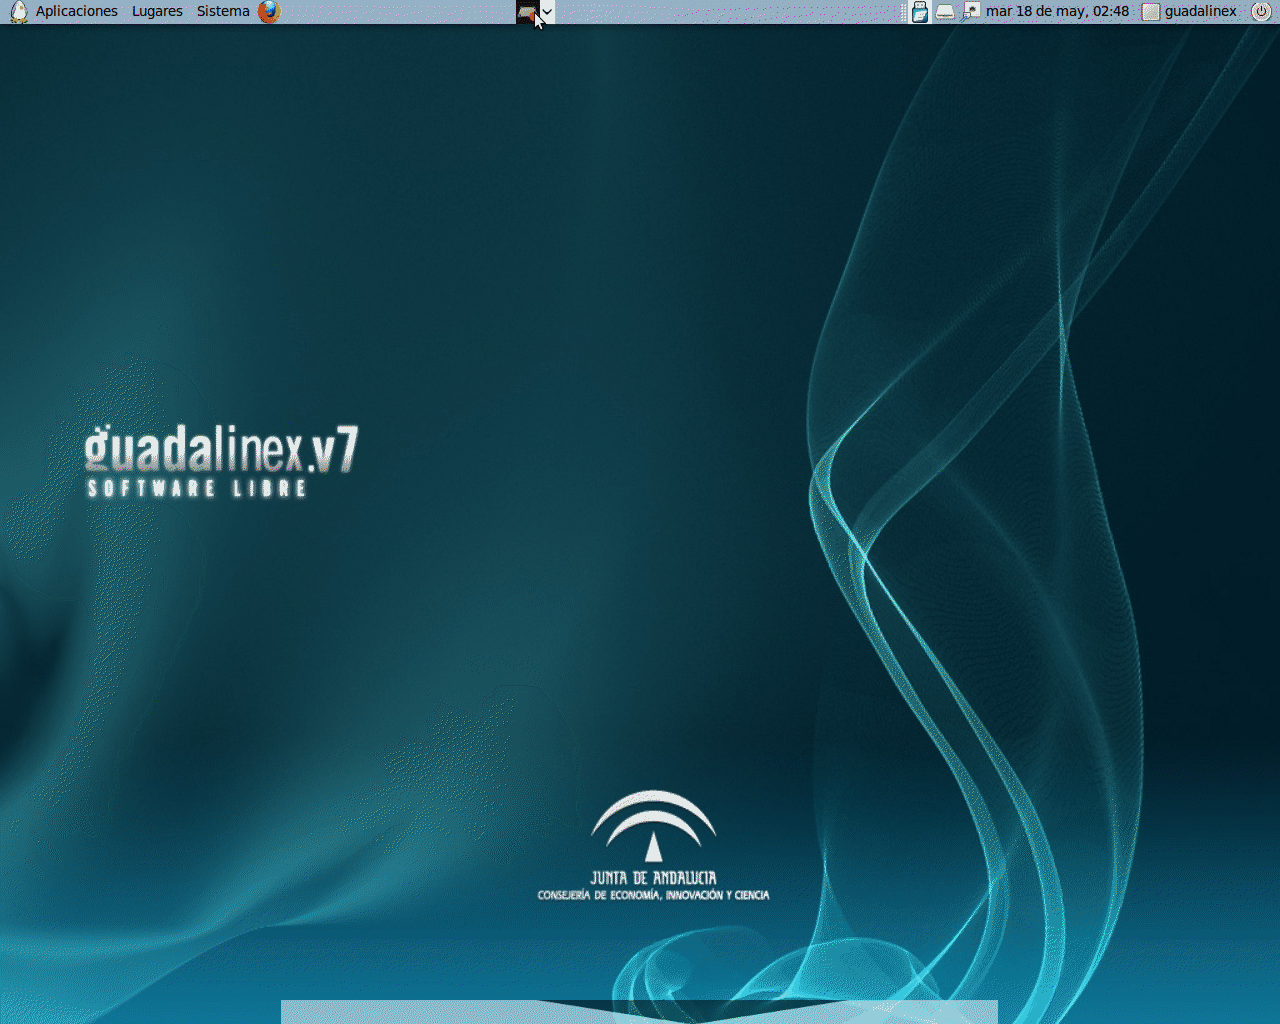 Aplicaciones Lugares Sistema mar 18 de may, 02:48 guadalinex
guadalinex.v7
SOFTWARE LIBRE
JUNTA DE ANDALUCIA
CONSEJERÍA DE ECONOMÍA, INNOVACIÓN Y CIENCIA